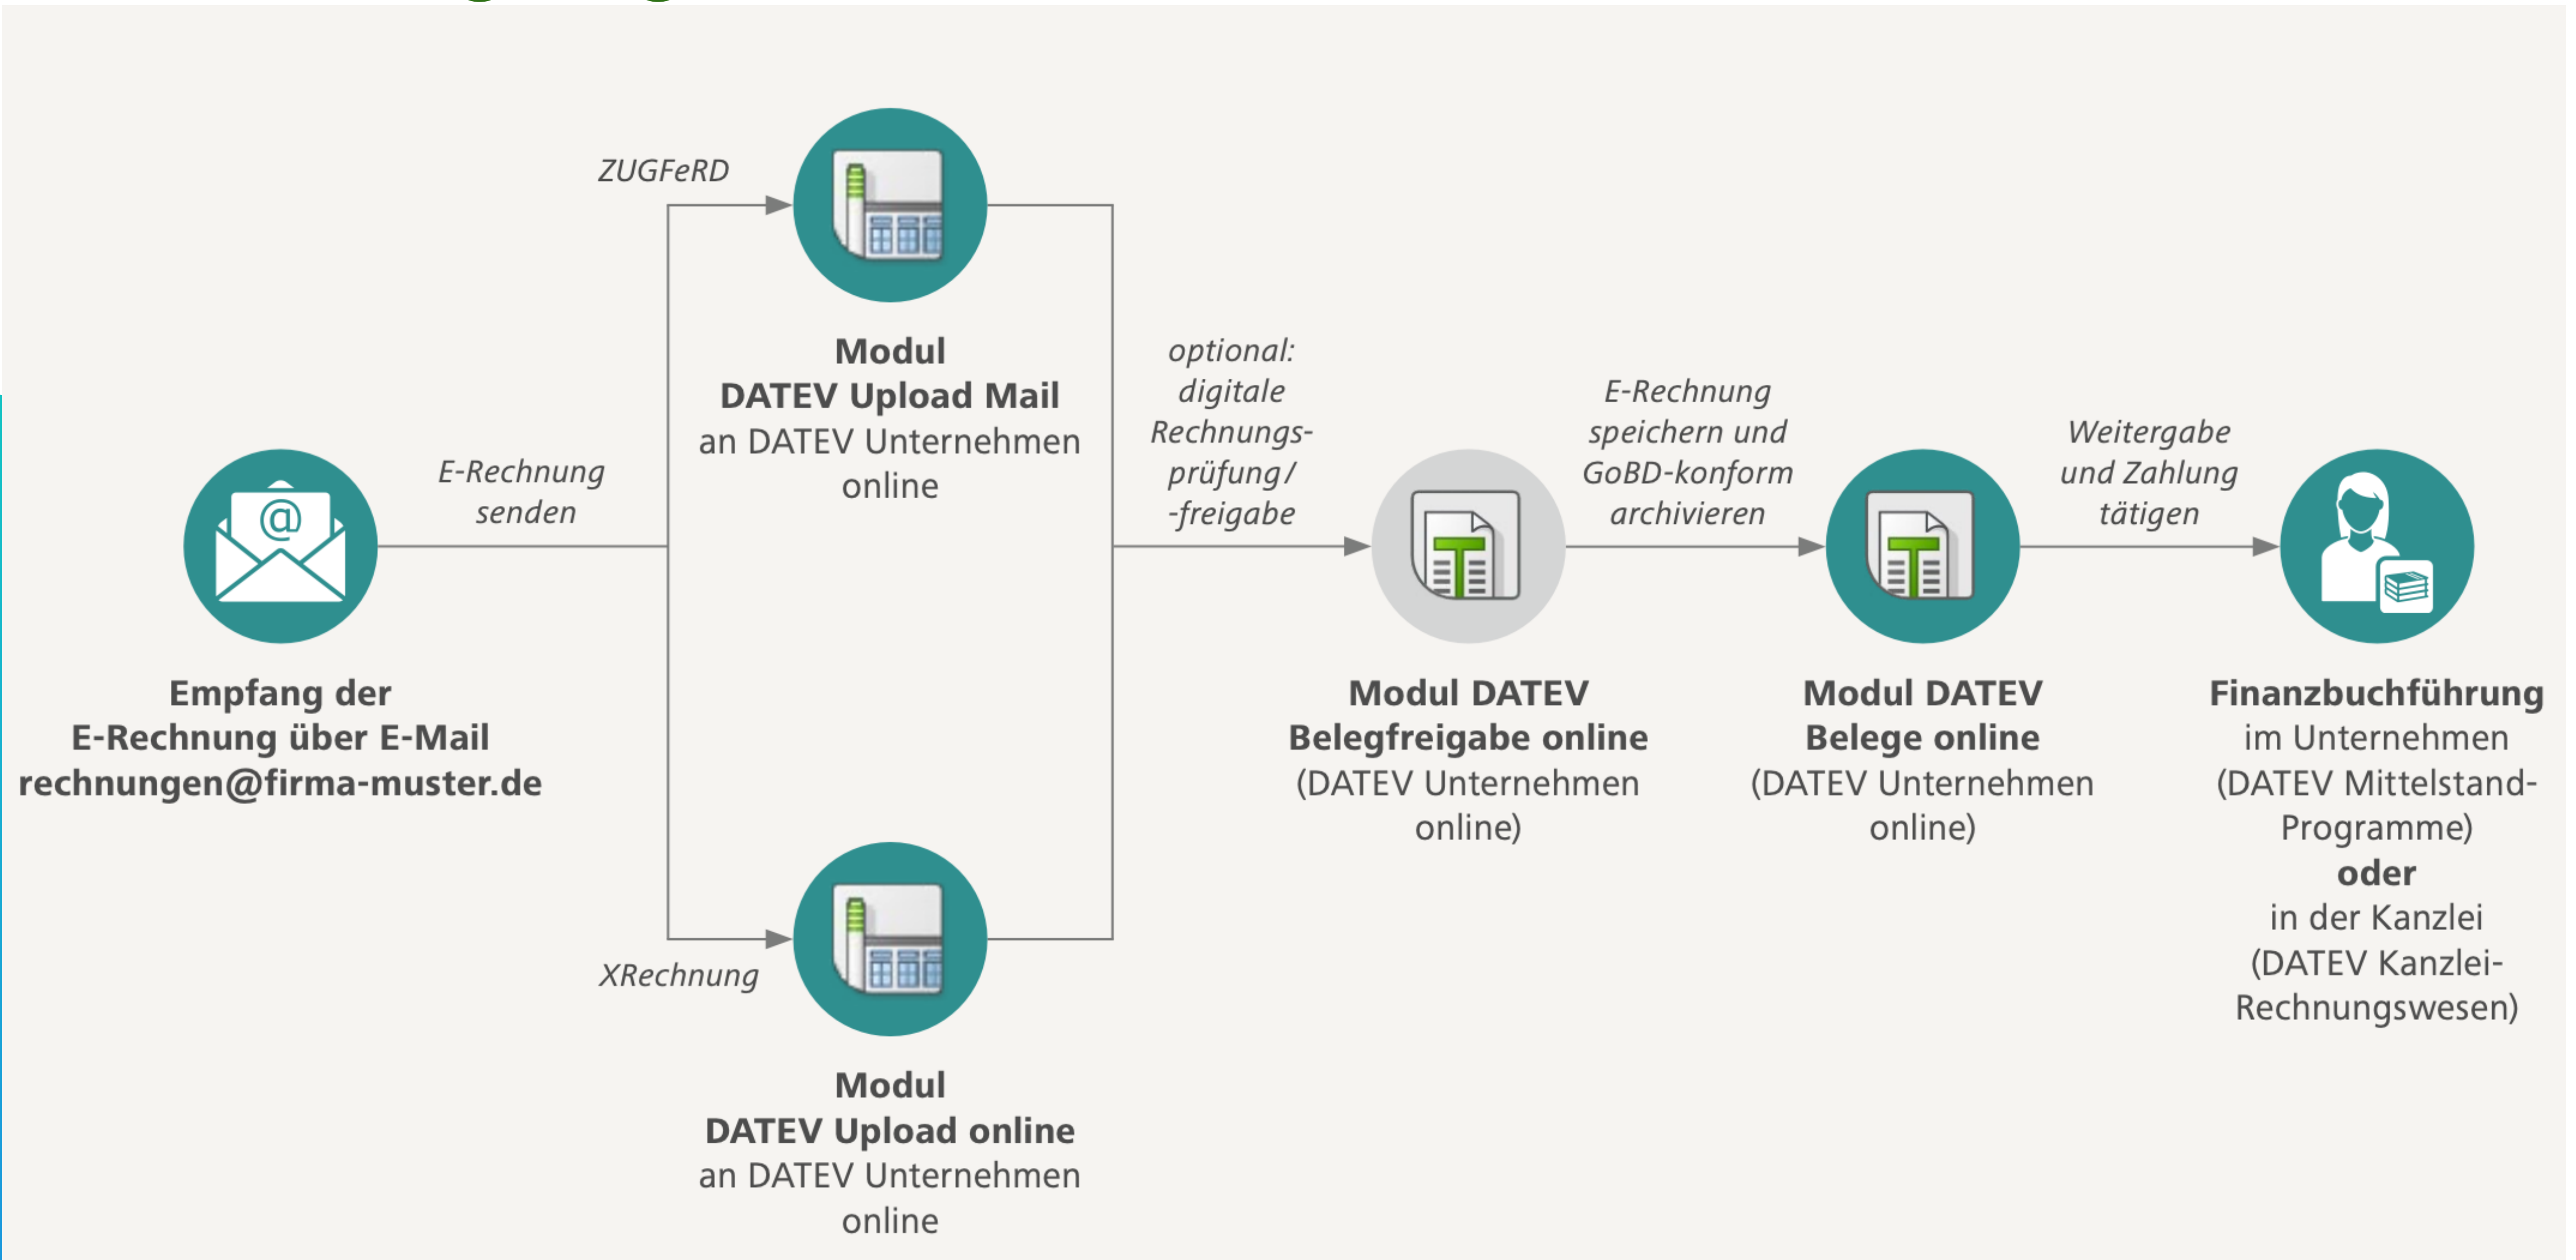 ZUGFeRD
Modul
DATEV Upload Mail
an DATEV Unternehmen
online
E-Rechnung
senden
@
Empfang der
E-Rechnung über E-Mail
rechnungen@firma-muster.de
XRechnung
Modul
DATEV Upload online
an DATEV Unternehmen
online
optional:
digitale
Rechnungs-
prüfung/
-freigabe
Modul DATEV
Belegfreigabe online
(DATEV Unternehmen
online)
E-Rechnung
speichern und
GoBD-konform
archivieren
Modul DATEV
Belege online
(DATEV Unternehmen
online)
Weitergabe
und Zahlung
tätigen
Finanzbuchführung
im Unternehmen
(DATEV Mittelstand-
Programme)
oder
in der Kanzlei
(DATEV Kanzlei-
Rechnungswesen)